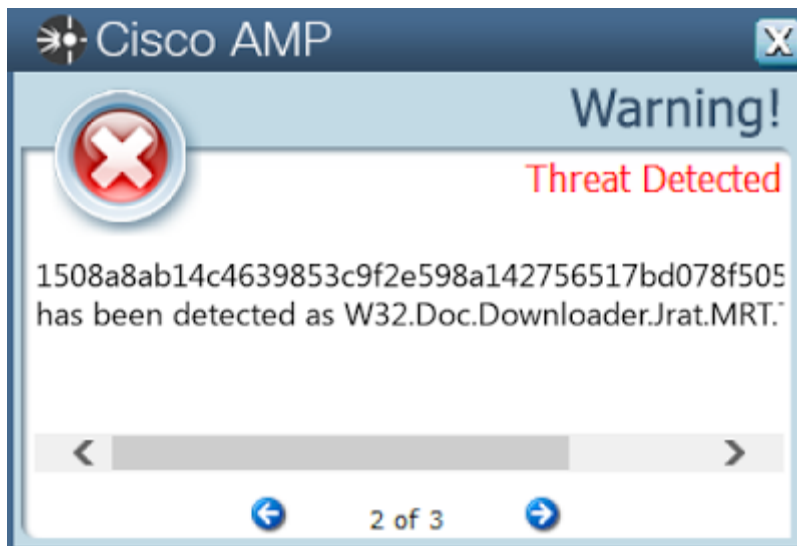 Cisco AMP
X
Warning!
Threat Detected
1508a8ab14c4639853c9f2e598a142756517bd078f505
has been detected as W32.Doc.Downloader.Jrat.MRT.
2 of 3